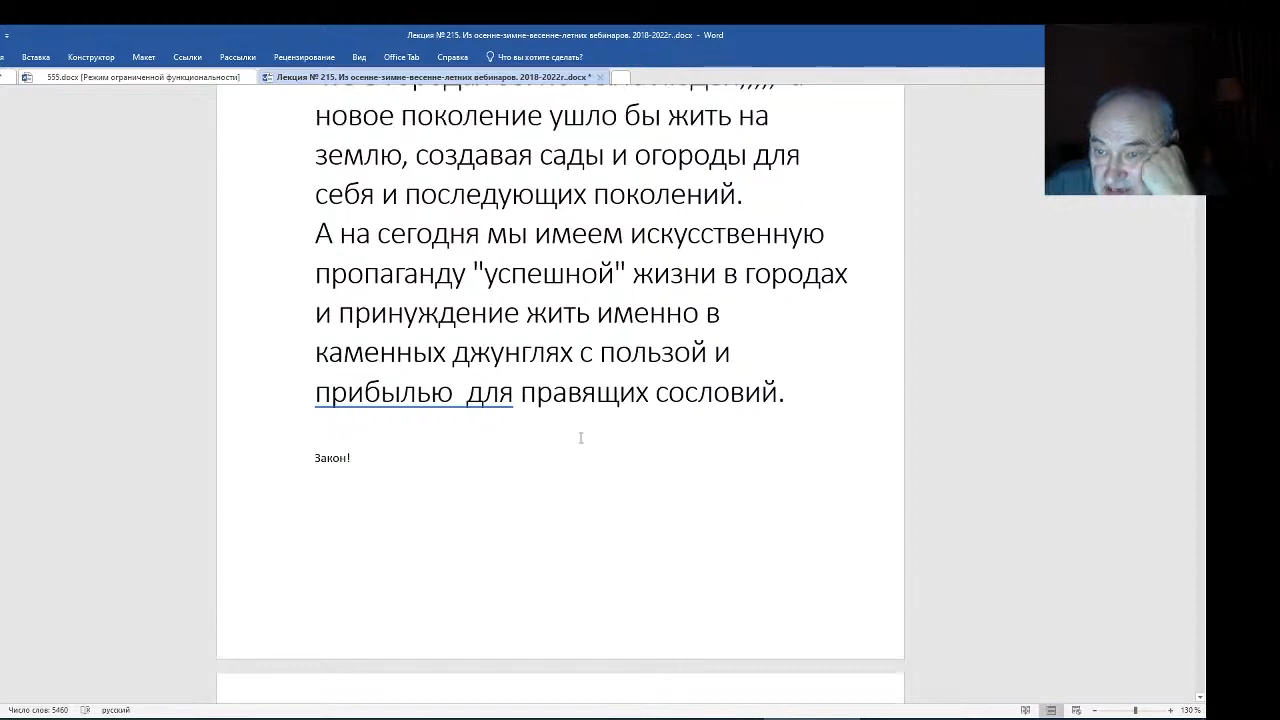 Лекция № 215. Из осенне-зимне-весенне-летних вебинаров. 2018-2022г..docx - Word
Вставка Конструктор Макет Ссылки Рассылки Рецензирование Вид Office Tab Справка Что вы хотите сделать?
555.docx [Режим ограниченной функциональности] Лекция № 215. Из осенне-зимне-весенне-летних вебинаров. 2018-2022г..docx *
новое поколение ушло бы жить на
землю, создавая сады и огороды для
себя и последующих поколений.
А на сегодня мы имеем искусственную
пропаганду "успешной" жизни в городах
и принуждение жить именно в
каменных джунглях с пользой и
прибылью  для правящих сословий.
Закон!
Число слов: 5460 русский 130 %